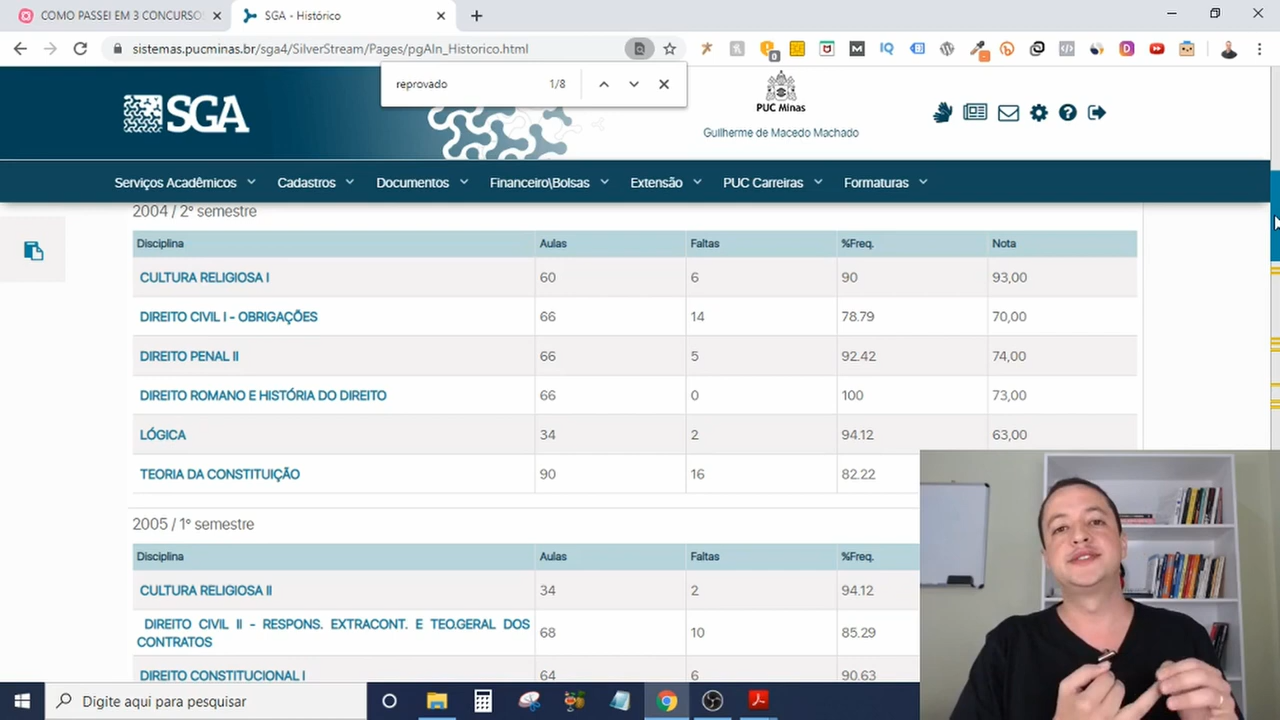 COMO PASSEI EM 3 CONCURSO
SGA - Histórico
sistemas.pucminas.br/sga4/SilverStream/Pages/pgAln_Historico.html
reprovado 1/8
SGA
PUC Minas
Guilherme de Macedo Machado
Serviços Acadêmicos Cadastros Documentos Financeiro\Bolsas Extensão PUC Carreiras Formaturas
2004 / 2º semestre
Disciplina Aulas Faltas %Freq. Nota
CULTURA RELIGIOSA I 60 6 90 93,00
DIREITO CIVIL I - OBRIGAÇÕES 66 14 78.79 70,00
DIREITO PENAL II 66 5 92.42 74,00
DIREITO ROMANO E HISTÓRIA DO DIREITO 66 0 100 73,00
LÓGICA 34 2 94.12 63,00
TEORIA DA CONSTITUIÇÃO 90 16 82.22
2005 / 1º semestre
Disciplina Aulas Faltas %Freq.
CULTURA RELIGIOSA II 34 2 94.12
DIREITO CIVIL II - RESPONS. EXTRACONT. E TEO.GERAL DOS
CONTRATOS 68 10 85.29
DIREITO CONSTITUCIONAL I 64 6 90.63
Digite aqui para pesquisar